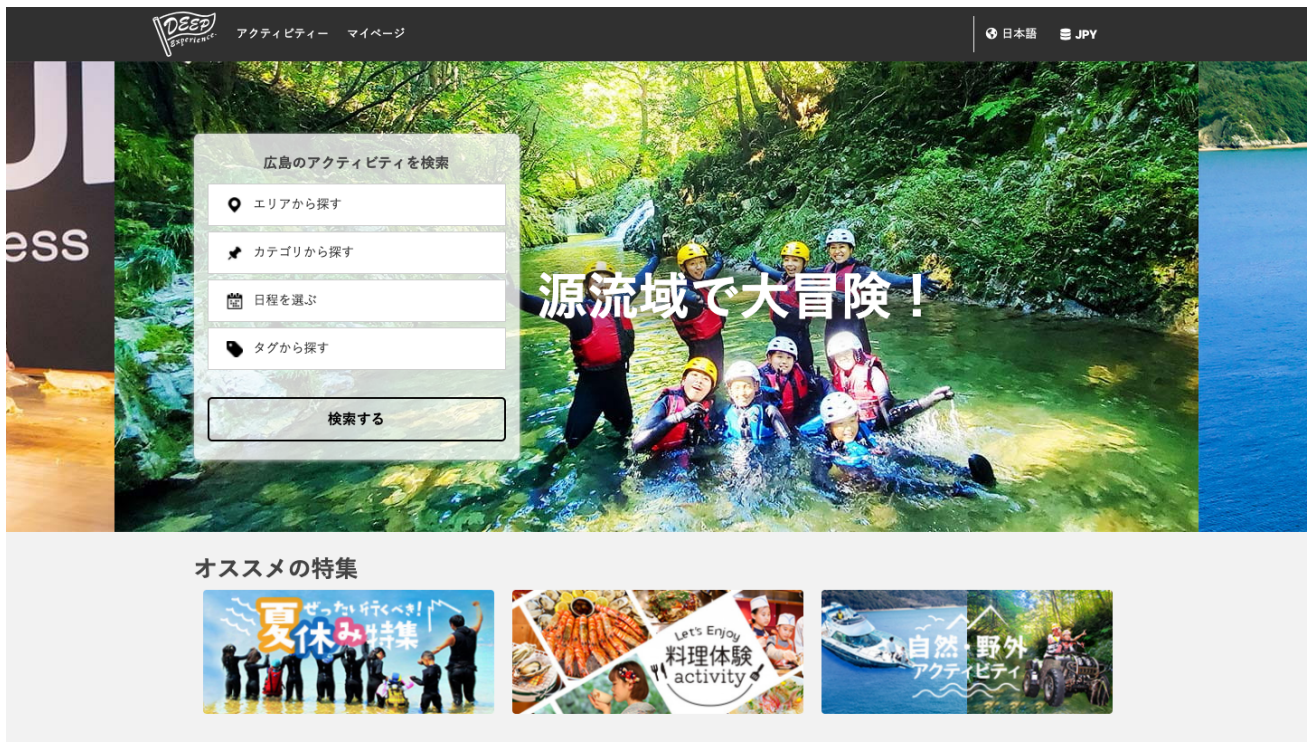 DEEP
Experience.
アクティビティー
マイページ
日本語
JPY
ess
広島のアクティビティを検索
エリアから探す
カテゴリから探す
日程を選ぶ
タグから探す
検索する
源流域で大冒険！
オススメの特集
ぜったい行くべき!
夏休み特集
Let's Enjoy
料理体験
activity
自然・野外
アクティビティ